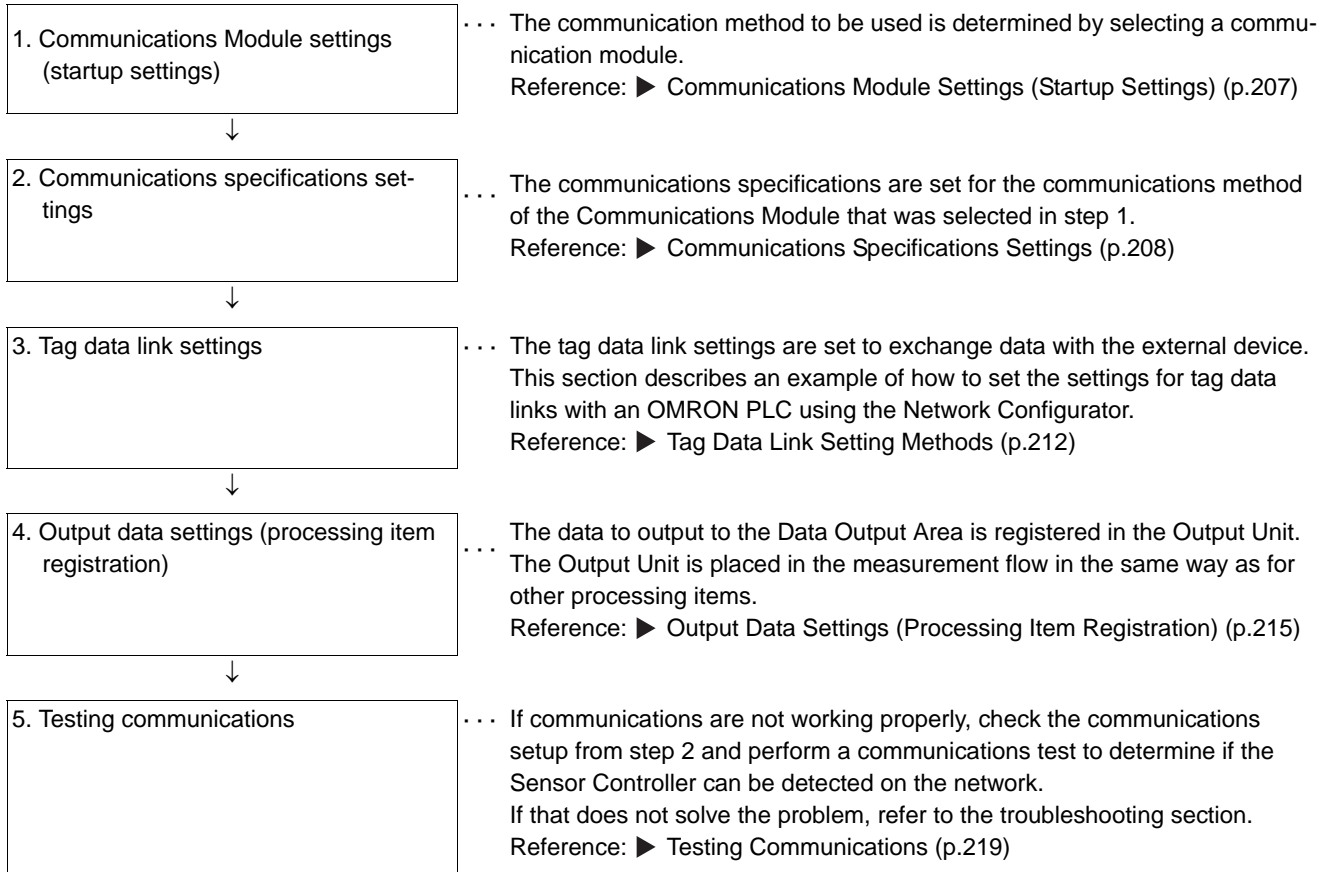 1. Communications Module settings
(startup settings)
··· The communication method to be used is determined by selecting a commu-
nication module.
Reference: ▶ Communications Module Settings (Startup Settings) (p.207)
↓
2. Communications specifications set-
tings
··· The communications specifications are set for the communications method
of the Communications Module that was selected in step 1.
Reference: ▶ Communications Specifications Settings (p.208)
↓
3. Tag data link settings
··· The tag data link settings are set to exchange data with the external device.
This section describes an example of how to set the settings for tag data
links with an OMRON PLC using the Network Configurator.
Reference: ▶ Tag Data Link Setting Methods (p.212)
↓
4. Output data settings (processing item
registration)
··· The data to output to the Data Output Area is registered in the Output Unit.
The Output Unit is placed in the measurement flow in the same way as for
other processing items.
Reference: ▶ Output Data Settings (Processing Item Registration) (p.215)
↓
5. Testing communications
··· If communications are not working properly, check the communications
setup from step 2 and perform a communications test to determine if the
Sensor Controller can be detected on the network.
If that does not solve the problem, refer to the troubleshooting section.
Reference: ▶ Testing Communications (p.219)